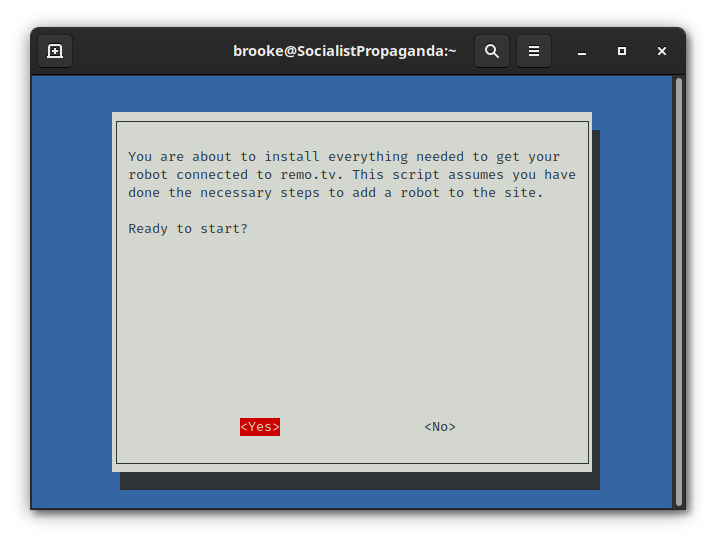 brooke@SocialistPropaganda:~
You are about to install everything needed to get your
robot connected to remo.tv. This script assumes you have
done the necessary steps to add a robot to the site.
Ready to start?
<Yes> <No>